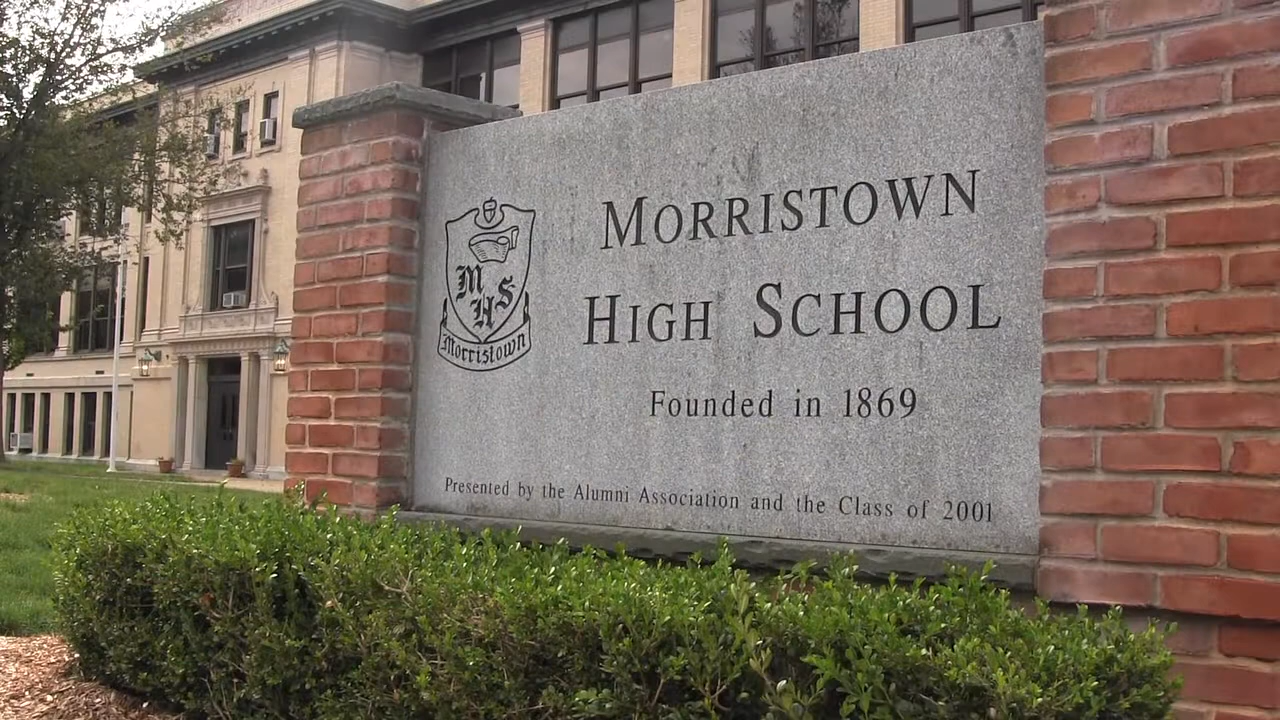 MHS
Morristown
MORRISTOWN
HIGH SCHOOL
Founded in 1869
Presented by the Alumni Association and the Class of 2001